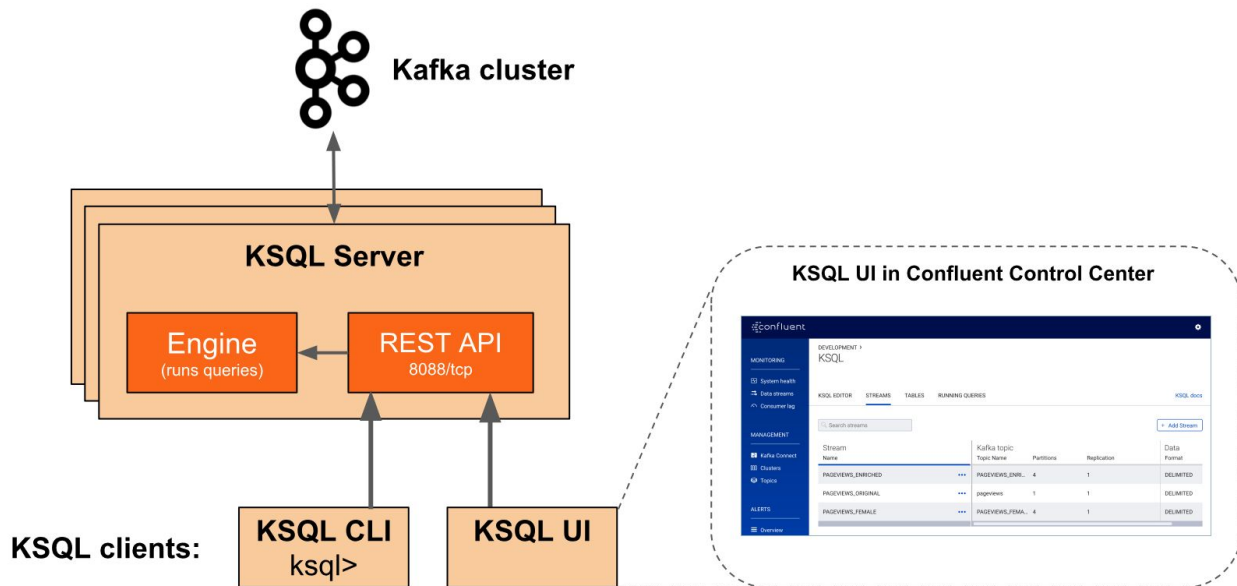 Kafka cluster
KSQL Server
Engine
(runs queries)
REST API
8088/tcp
KSQL clients:
KSQL CLI
ksql>
KSQL UI
KSQL UI in Confluent Control Center
confluent
MONITORING
System health
Data streams
Consumer lag
MANAGEMENT
Kafka Connect
Clusters
Topics
ALERTS
Overview
DEVELOPMENT >
KSQL
KSQL EDITOR STREAMS TABLES RUNNING QUERIES KSQL docs
Search streams + Add Stream
Stream Kafka topic Data
Name Topic Name Partitions Replication Format
PAGEVIEWS_ENRICHED ••• PAGEVIEWS_ENRI... 4 1 DELIMITED
PAGEVIEWS_ORIGINAL ••• pageviews 1 1 DELIMITED
PAGEVIEWS_FEMALE ••• PAGEVIEWS_FEMA... 4 1 DELIMITED